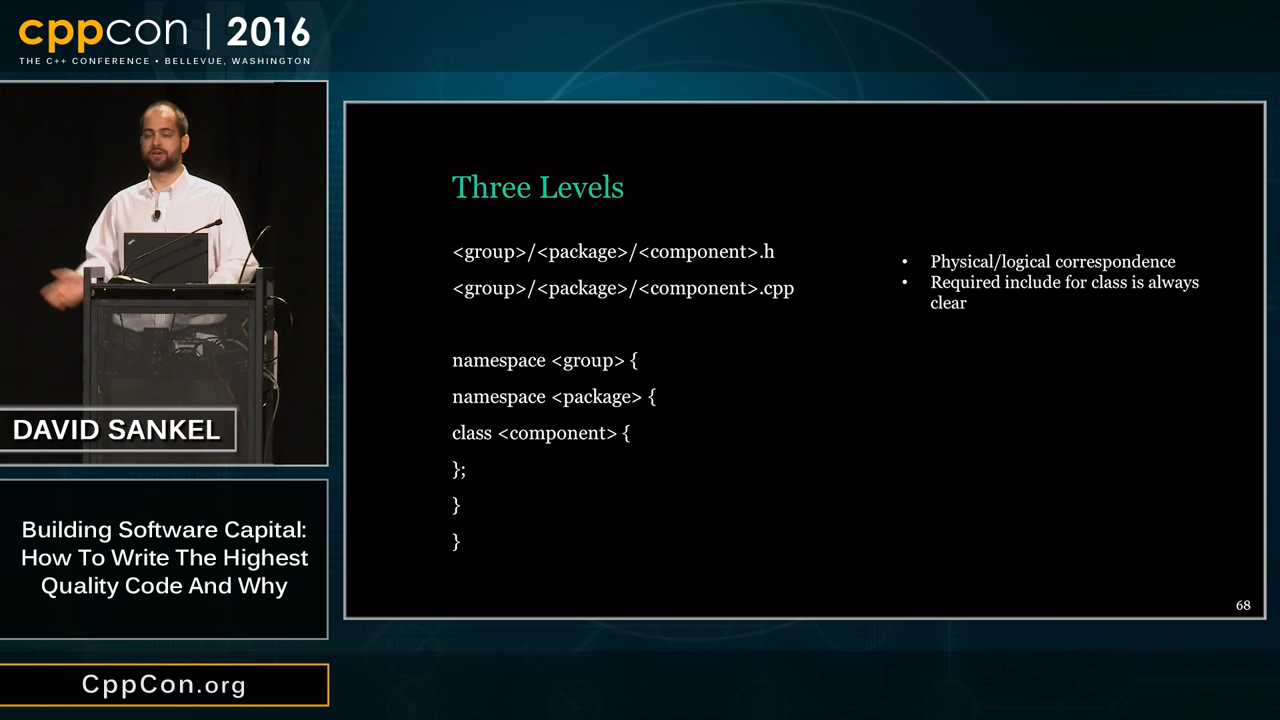 cppcon | 2016
THE C++ CONFERENCE • BELLEVUE, WASHINGTON
DAVID SANKEL
Building Software Capital:
How To Write The Highest
Quality Code And Why
CppCon.org
Three Levels
<group>/<package>/<component>.h
<group>/<package>/<component>.cpp
namespace <group> {
namespace <package> {
class <component> {
};
}
}
• Physical/logical correspondence
• Required include for class is always
clear
68